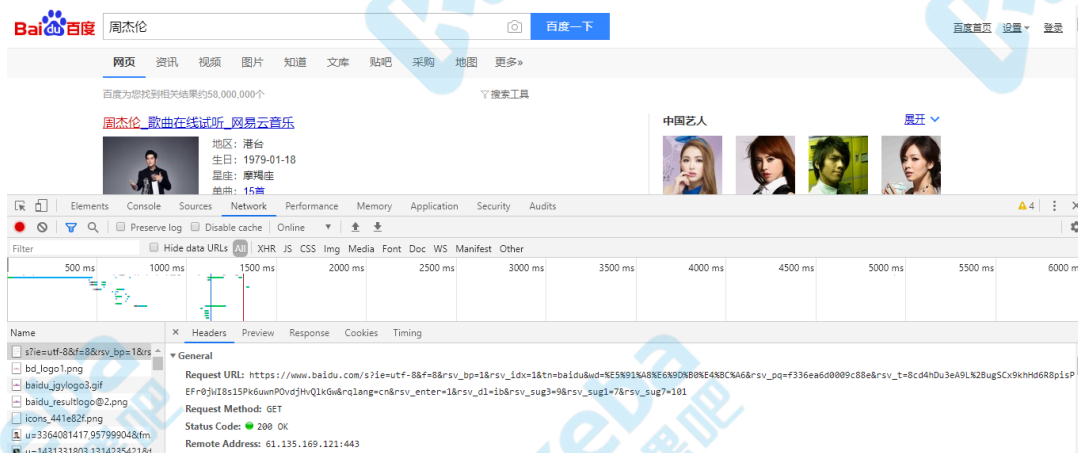 Bai du 百度 周杰伦 百度一下 百度首页 设置 登录
网页 资讯 视频 图片 知道 文库 贴吧 采购 地图 更多»
百度为您找到相关结果约58,000,000个 搜索工具
周杰伦_歌曲在线试听_网易云音乐
地区：港台
生日：1979-01-18
星座：摩羯座
单曲：15首
中国艺人 展开
Elements Console Sources Network Performance Memory Application Security Audits 4
Preserve log Disable cache Online
Filter Hide data URLs All XHR JS CSS Img Media Font Doc WS Manifest Other
500 ms 1000 ms 1500 ms 2000 ms 2500 ms 3000 ms 3500 ms 4000 ms 4500 ms 5000 ms 5500 ms 6000 m
Name × Headers Preview Response Cookies Timing
s?ie=utf-8&f=8&rsv_bp=1&rs
bd_logo1.png
baidu_jgylogo3.gif
baidu_resultlogo@2.png
icons_441e82f.png
u=3364081417,95799904&fm
u=1431331803,1314235421&d
General
Request URL: https://www.baidu.com/s?ie=utf-8&f=8&rsv_bp=1&rsv_idx=1&tn=baidu&wd=%E5%91%A8%E6%9D%B0%E4%BC%A6&rsv_pq=f336ea6d0009c88e&rsv_t=8cd4hDu3eA9L%2BugSCx9khHd6R8pisP
EFr0jWI8s15Pk6uwnPOvdjHvQlkGw&rqlang=cn&rsv_enter=1&rsv_dl=ib&rsv_sug3=9&rsv_sug1=7&rsv_sug7=101
Request Method: GET
Status Code: 200 OK
Remote Address: 61.135.169.121:443